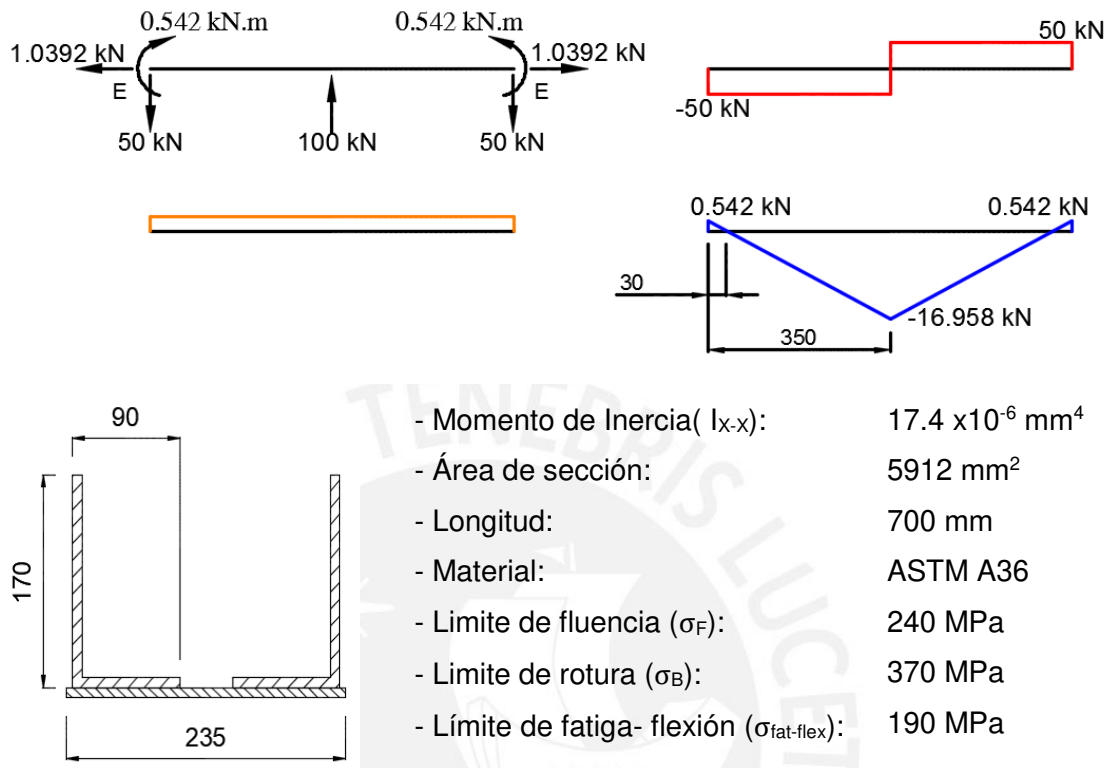 0.542 kN.m
0.542 kN.m
1.0392 kN
1.0392 kN
E
E
50 kN
100 kN
50 kN
50 kN
-50 kN
0.542 kN
0.542 kN
30
-16.958 kN
350
TENEBRIS LUCET
90
170
235
- Momento de Inercia( IX-X): 17.4 x10-6 mm4
- Área de sección: 5912 mm2
- Longitud: 700 mm
- Material: ASTM A36
- Limite de fluencia (σF): 240 MPa
- Limite de rotura (σB): 370 MPa
- Límite de fatiga- flexión (σfat-flex): 190 MPa